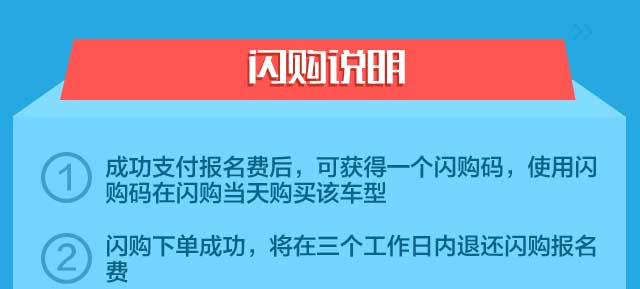 闪购说明
1 成功支付报名费后，可获得一个闪购码，使用闪
购码在闪购当天购买该车型
2 闪购下单成功，将在三个工作日内退还闪购报名
费